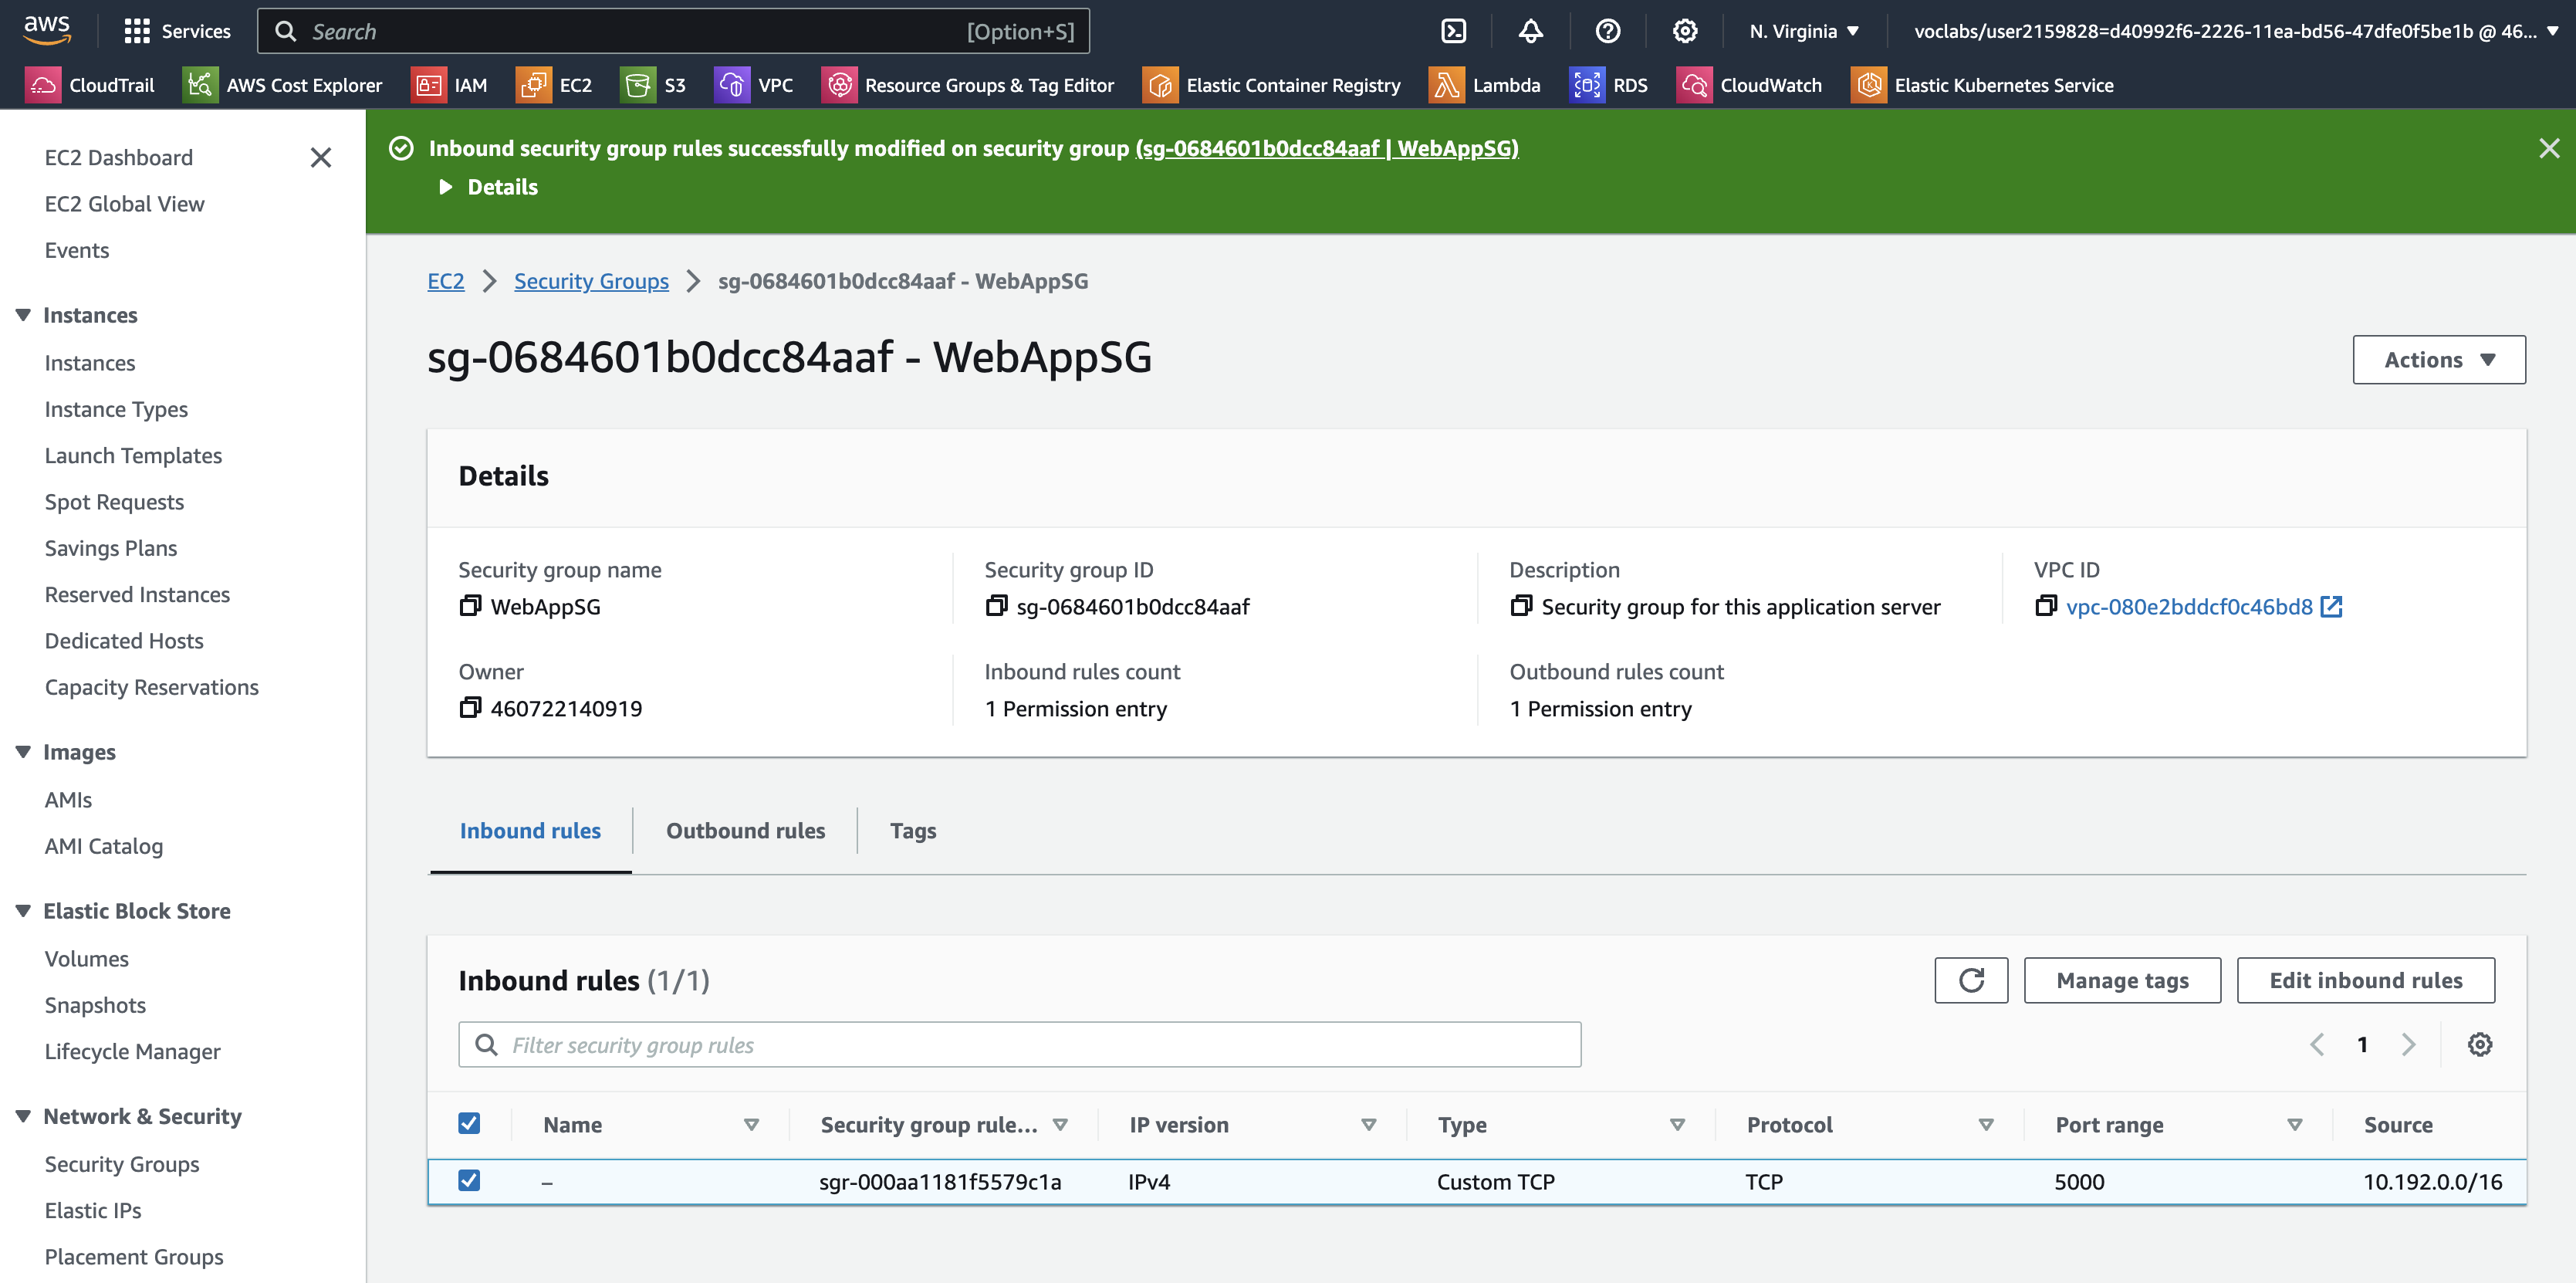 aws
Services
Search [Option+S]
N. Virginia
voclabs/user2159828=d40992f6-2226-11ea-bd56-47dfe0f5be1b @ 46...
CloudTrail
AWS Cost Explorer
IAM
EC2
S3
VPC
Resource Groups & Tag Editor
Elastic Container Registry
Lambda
RDS
CloudWatch
Elastic Kubernetes Service
EC2 Dashboard
EC2 Global View
Events
Instances
Instances
Instance Types
Launch Templates
Spot Requests
Savings Plans
Reserved Instances
Dedicated Hosts
Capacity Reservations
Images
AMIs
AMI Catalog
Elastic Block Store
Volumes
Snapshots
Lifecycle Manager
Network & Security
Security Groups
Elastic IPs
Placement Groups
Inbound security group rules successfully modified on security group (sg-0684601b0dcc84aaf | WebAppSG)
Details
EC2 Security Groups sg-0684601b0dcc84aaf - WebAppSG
sg-0684601b0dcc84aaf - WebAppSG
Actions
Details
Security group name
WebAppSG
Security group ID
sg-0684601b0dcc84aaf
Description
Security group for this application server
VPC ID
vpc-080e2bddcf0c46bd8
Owner
460722140919
Inbound rules count
1 Permission entry
Outbound rules count
1 Permission entry
Inbound rules
Outbound rules
Tags
Inbound rules (1/1)
Manage tags
Edit inbound rules
Filter security group rules
1
Name Security group rule... IP version Type Protocol Port range Source
– sgr-000aa1181f5579c1a IPv4 Custom TCP TCP 5000 10.192.0.0/16